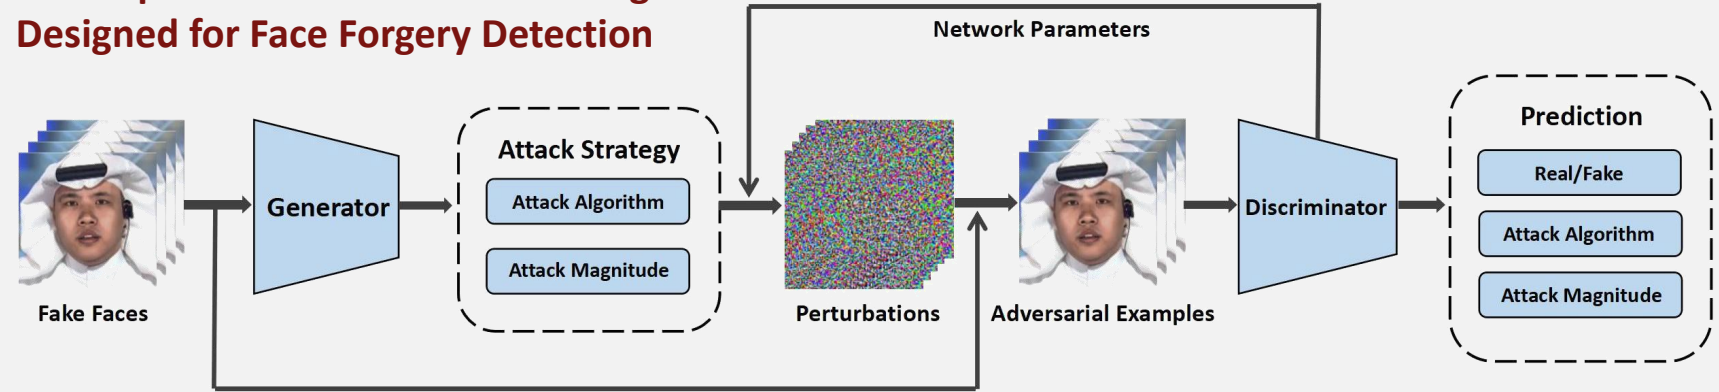 Designed for Face Forgery Detection
Network Parameters
Fake Faces
Generator
Attack Strategy
Attack Algorithm
Attack Magnitude
Perturbations
Adversarial Examples
Discriminator
Prediction
Real/Fake
Attack Algorithm
Attack Magnitude